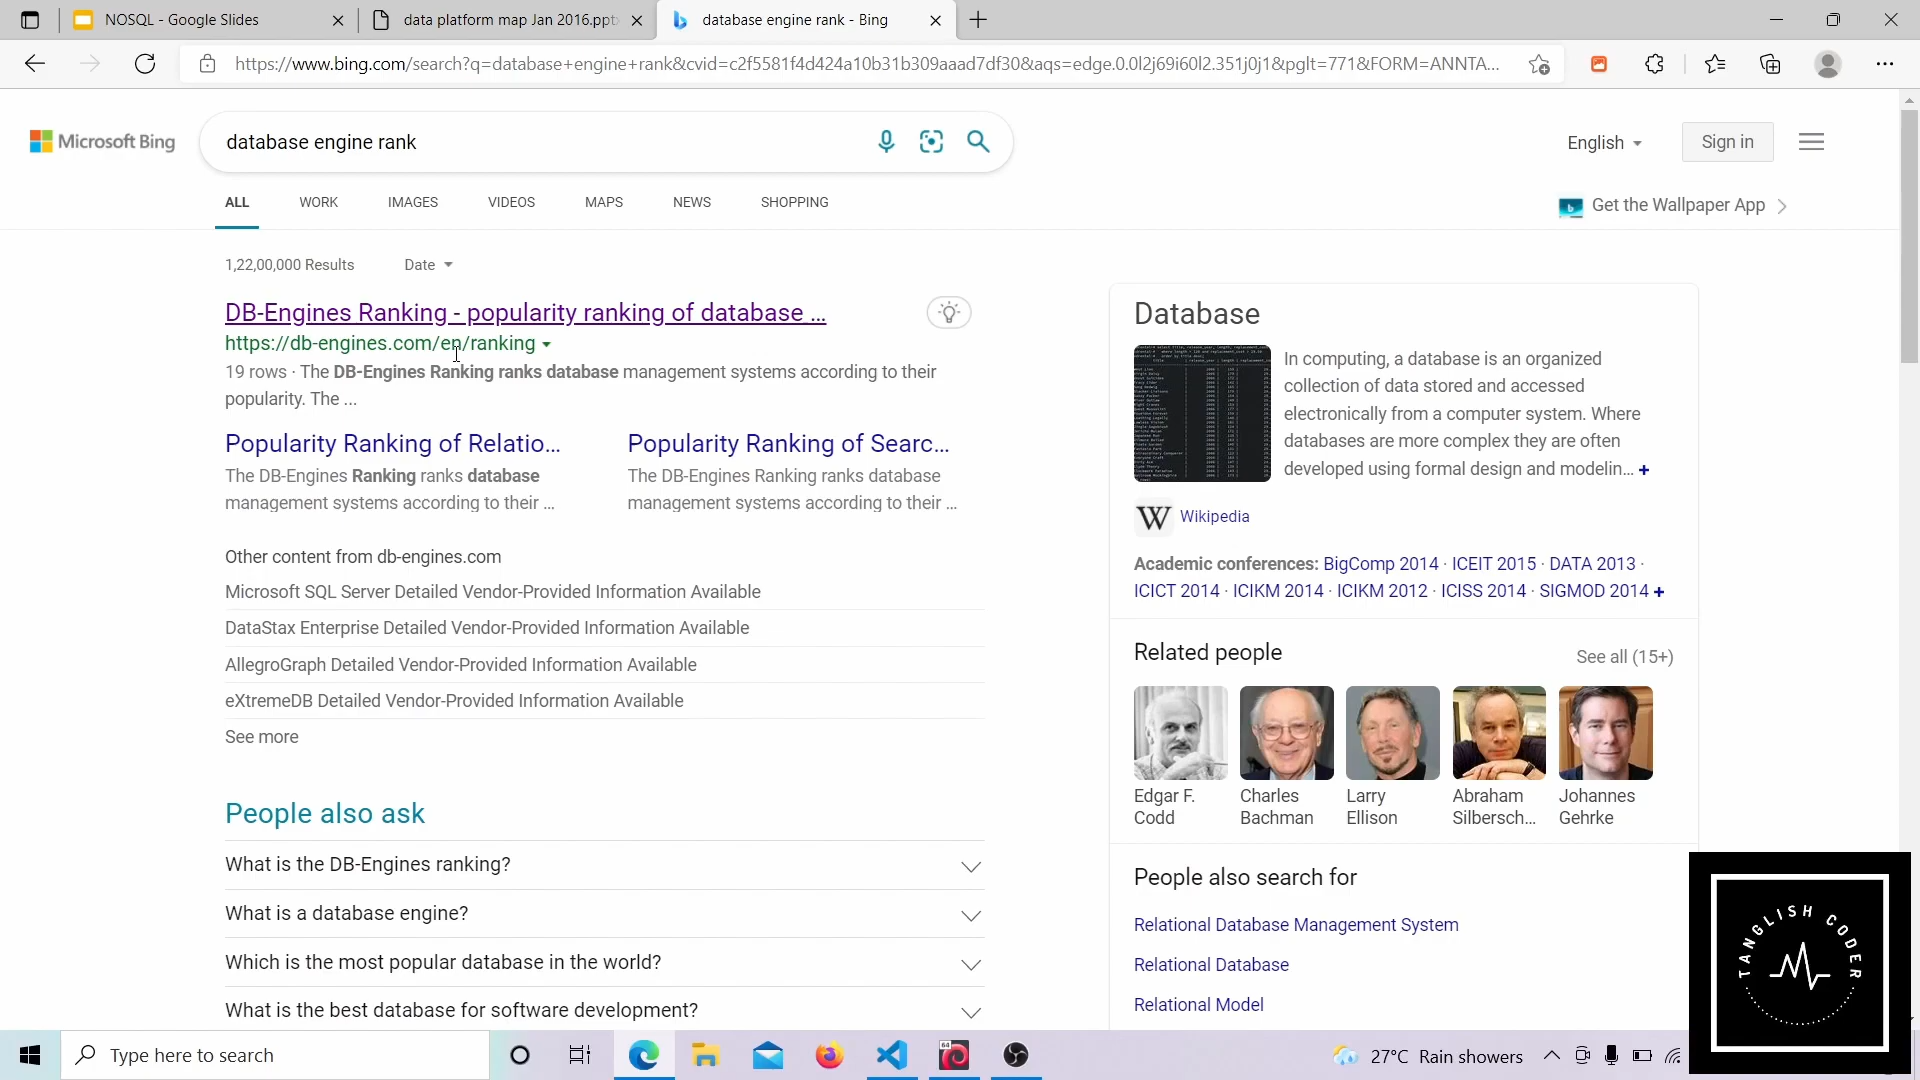 NOSQL - Google Slides
data platform map Jan 2016.pptx
database engine rank - Bing
https://www.bing.com/search?q=database+engine+rank&cvid=c2f5581f4d424a10b31b309aaad7df30&aqs=edge.0.0l2j69i60l2.351j0j1&pglt=771&FORM=ANNTA...
Microsoft Bing
database engine rank
English
Sign in
ALL WORK IMAGES VIDEOS MAPS NEWS SHOPPING
Get the Wallpaper App
1,22,00,000 Results Date
DB-Engines Ranking - popularity ranking of database ...
https://db-engines.com/en/ranking
19 rows · The DB-Engines Ranking ranks database management systems according to their
popularity. The ...
Popularity Ranking of Relatio...
The DB-Engines Ranking ranks database
management systems according to their ...
Popularity Ranking of Searc...
The DB-Engines Ranking ranks database
management systems according to their ...
Other content from db-engines.com
Microsoft SQL Server Detailed Vendor-Provided Information Available
DataStax Enterprise Detailed Vendor-Provided Information Available
AllegroGraph Detailed Vendor-Provided Information Available
eXtremeDB Detailed Vendor-Provided Information Available
See more
People also ask
What is the DB-Engines ranking?
What is a database engine?
Which is the most popular database in the world?
What is the best database for software development?
Database
In computing, a database is an organized
collection of data stored and accessed
electronically from a computer system. Where
databases are more complex they are often
developed using formal design and modelin... +
W Wikipedia
Academic conferences: BigComp 2014 · ICEIT 2015 · DATA 2013 ·
ICICT 2014 · ICIKM 2014 · ICIKM 2012 · ICISS 2014 · SIGMOD 2014 +
Related people
See all (15+)
Edgar F.
Codd
Charles
Bachman
Larry
Ellison
Abraham
Silbersch...
Johannes
Gehrke
People also search for
Relational Database Management System
Relational Database
Relational Model
TANGLISH CODER
Type here to search
64
27°C Rain showers